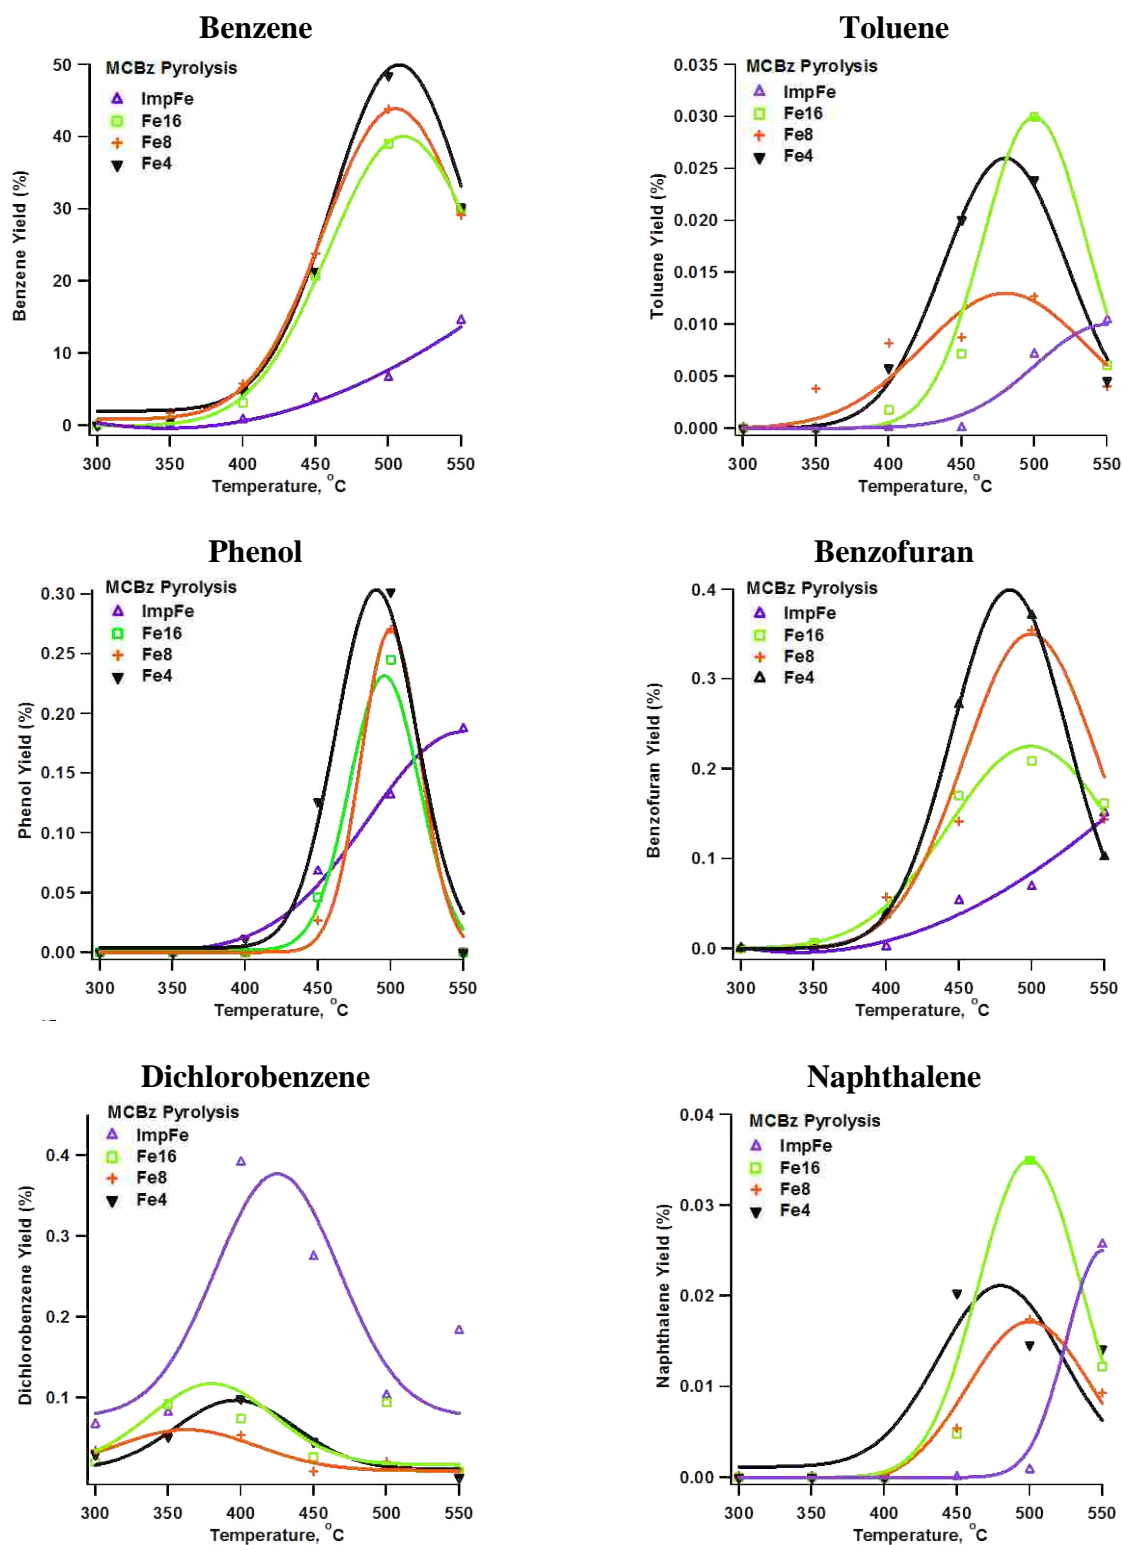 Benzene
MCBz Pyrolysis
ImpFe
Fe16
Fe8
Fe4
Benzene Yield (%)
50
40
30
20
10
0
300 350 400 450 500 550
Temperature, °C
Toluene
MCBz Pyrolysis
ImpFe
Fe16
Fe8
Fe4
Toluene Yield (%)
0.035
0.030
0.025
0.020
0.015
0.010
0.005
0.000
300 350 400 450 500 550
Temperature, °C
Phenol
MCBz Pyrolysis
ImpFe
Fe16
Fe8
Fe4
Phenol Yield (%)
0.30
0.25
0.20
0.15
0.10
0.05
0.00
300 350 400 450 500 550
Temperature, °C
Benzofuran
MCBz Pyrolysis
ImpFe
Fe16
Fe8
Fe4
Benzofuran Yield (%)
0.4
0.3
0.2
0.1
0.0
300 350 400 450 500 550
Temperature, °C
Dichlorobenzene
MCBz Pyrolysis
ImpFe
Fe16
Fe8
Fe4
Dichlorobenzene Yield (%)
0.4
0.3
0.2
0.1
300 350 400 450 500 550
Temperature, °C
Naphthalene
MCBz Pyrolysis
ImpFe
Fe16
Fe8
Fe4
Naphthalene Yield (%)
0.04
0.03
0.02
0.01
0.00
300 350 400 450 500 550
Temperature, °C